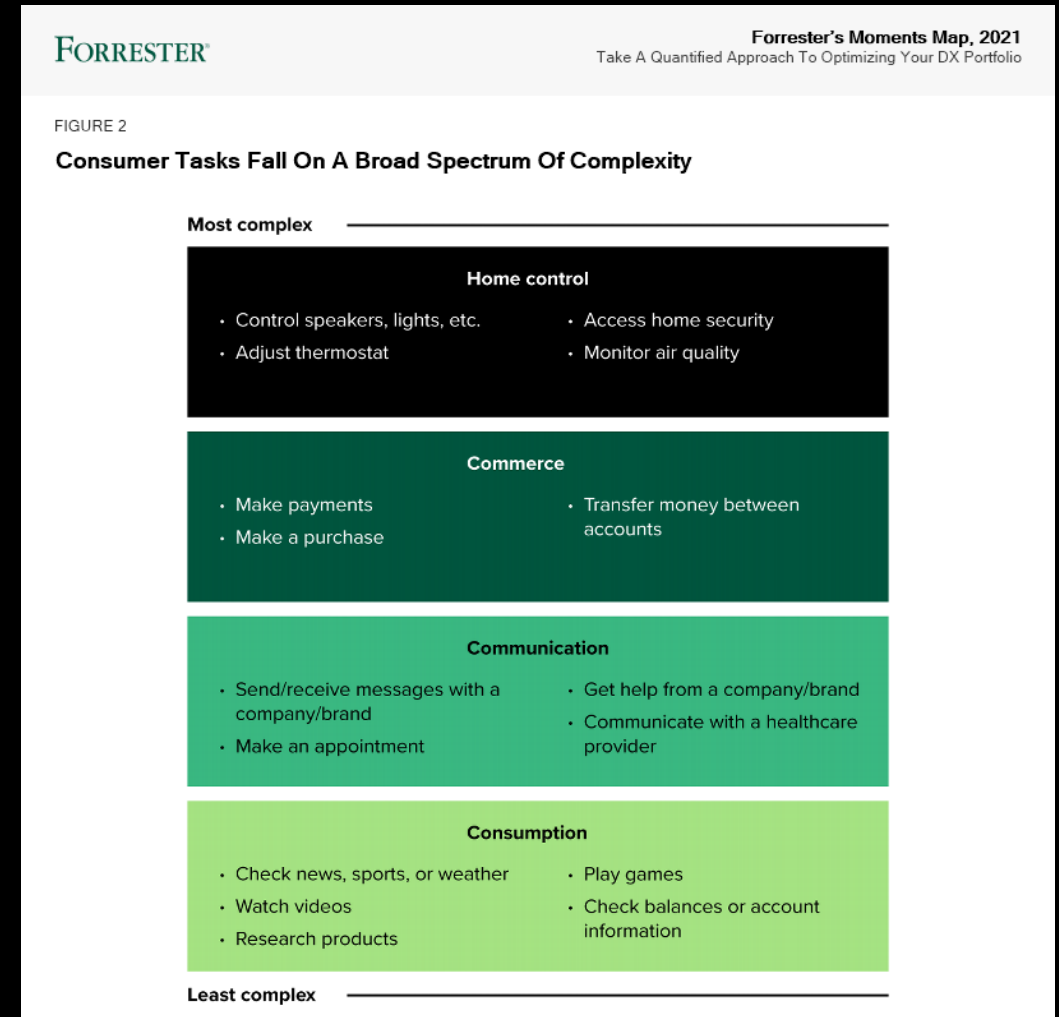 FORRESTER®
Forrester's Moments Map, 2021
Take A Quantified Approach To Optimizing Your DX Portfolio
FIGURE 2
Consumer Tasks Fall On A Broad Spectrum Of Complexity
Most complex
Home control
• Control speakers, lights, etc.
• Adjust thermostat
• Access home security
• Monitor air quality
Commerce
• Make payments
• Make a purchase
• Transfer money between
accounts
Communication
• Send/receive messages with a
company/brand
• Make an appointment
• Get help from a company/brand
• Communicate with a healthcare
provider
Consumption
• Check news, sports, or weather
• Watch videos
• Research products
• Play games
• Check balances or account
information
Least complex